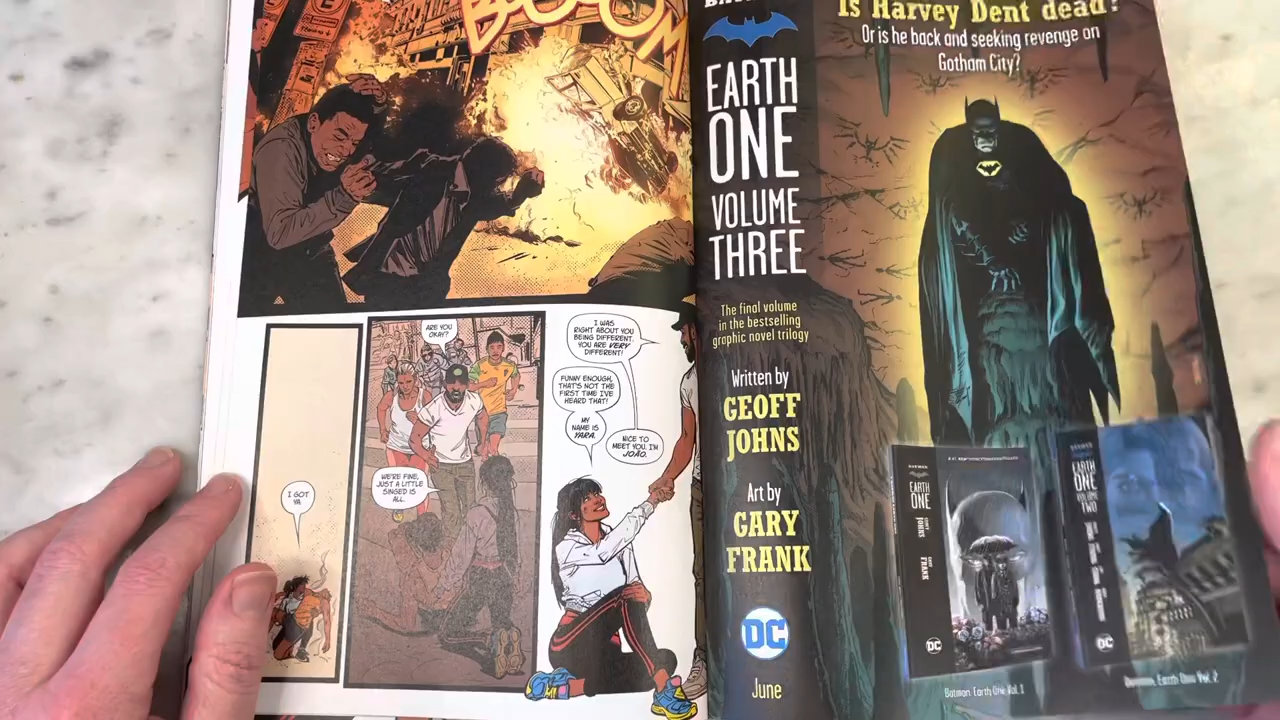 BOOOOM
I GOT
YA.
ARE YOU
OKAY?
WE'RE FINE,
JUST A LITTLE
SINGED IS
ALL.
I WAS
RIGHT ABOUT YOU
BEING DIFFERENT.
YOU ARE VERY
DIFFERENT!
FUNNY ENOUGH,
THAT'S NOT THE
FIRST TIME I'VE
HEARD THAT!
MY
NAME IS
YARA.
NICE TO
MEET YOU. I'M
JOÃO.
EARTH
ONE
VOLUME
THREE
The final volume
in the bestselling
graphic novel trilogy
Written by
GEOFF
JOHNS
Art by
GARY
FRANK
DC
June
Is Harvey Dent dead?
Or is he back and seeking revenge on
Gotham City?
BATMAN
EARTH
ONE
GEOFF
JOHNS
GARY
FRANK
DC
Batman: Earth One Vol. 1
EARTH
ONE
VOLUME
TWO
DC
Batman: Earth One Vol. 2